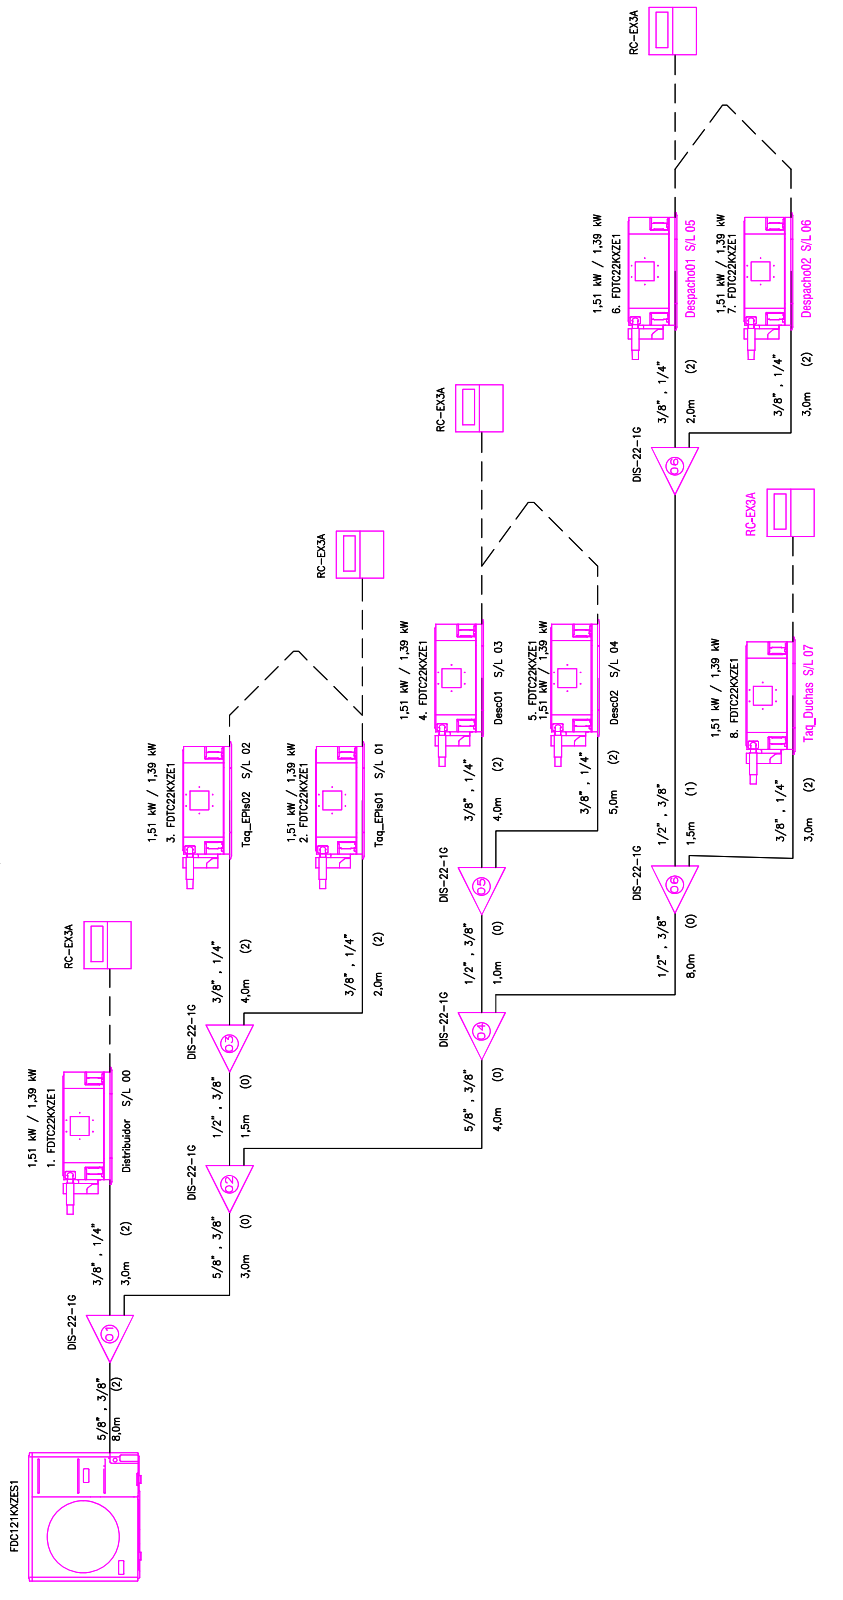 FDC121KXZES1
5/8" , 3/8"
8,0m (2)
DIS-22-1G
01
3/8" , 1/4"
3,0m (2)
1,51 kW / 1,39 kW
1. FDTC22KXZE1
Distribuidor S/L 00
RC-EX3A
5/8" , 3/8"
3,0m (0)
DIS-22-1G
02
1/2" , 3/8"
1,5m (0)
DIS-22-1G
03
3/8" , 1/4"
4,0m (2)
1,51 kW / 1,39 kW
3. FDTC22KXZE1
Taq_EPIs02 S/L 02
3/8" , 1/4"
2,0m (2)
1,51 kW / 1,39 kW
2. FDTC22KXZE1
Taq_EPIs01 S/L 01
RC-EX3A
5/8" , 3/8"
4,0m (0)
DIS-22-1G
04
1/2" , 3/8"
1,0m (0)
DIS-22-1G
05
3/8" , 1/4"
4,0m (2)
1,51 kW / 1,39 kW
4. FDTC22KXZE1
Desc01 S/L 03
3/8" , 1/4"
5,0m (2)
5. FDTC22KXZE1
1,51 kW / 1,39 kW
Desc02 S/L 04
RC-EX3A
1/2" , 3/8"
8,0m (0)
DIS-22-1G
06
1/2" , 3/8"
1,5m (1)
DIS-22-1G
06
3/8" , 1/4"
2,0m (2)
1,51 kW / 1,39 kW
6. FDTC22KXZE1
Despacho01 S/L 05
3/8" , 1/4"
3,0m (2)
1,51 kW / 1,39 kW
7. FDTC22KXZE1
Despacho02 S/L 06
RC-EX3A
3/8" , 1/4"
3,0m (2)
1,51 kW / 1,39 kW
8. FDTC22KXZE1
Taq_Duchas S/L 07
RC-EX3A